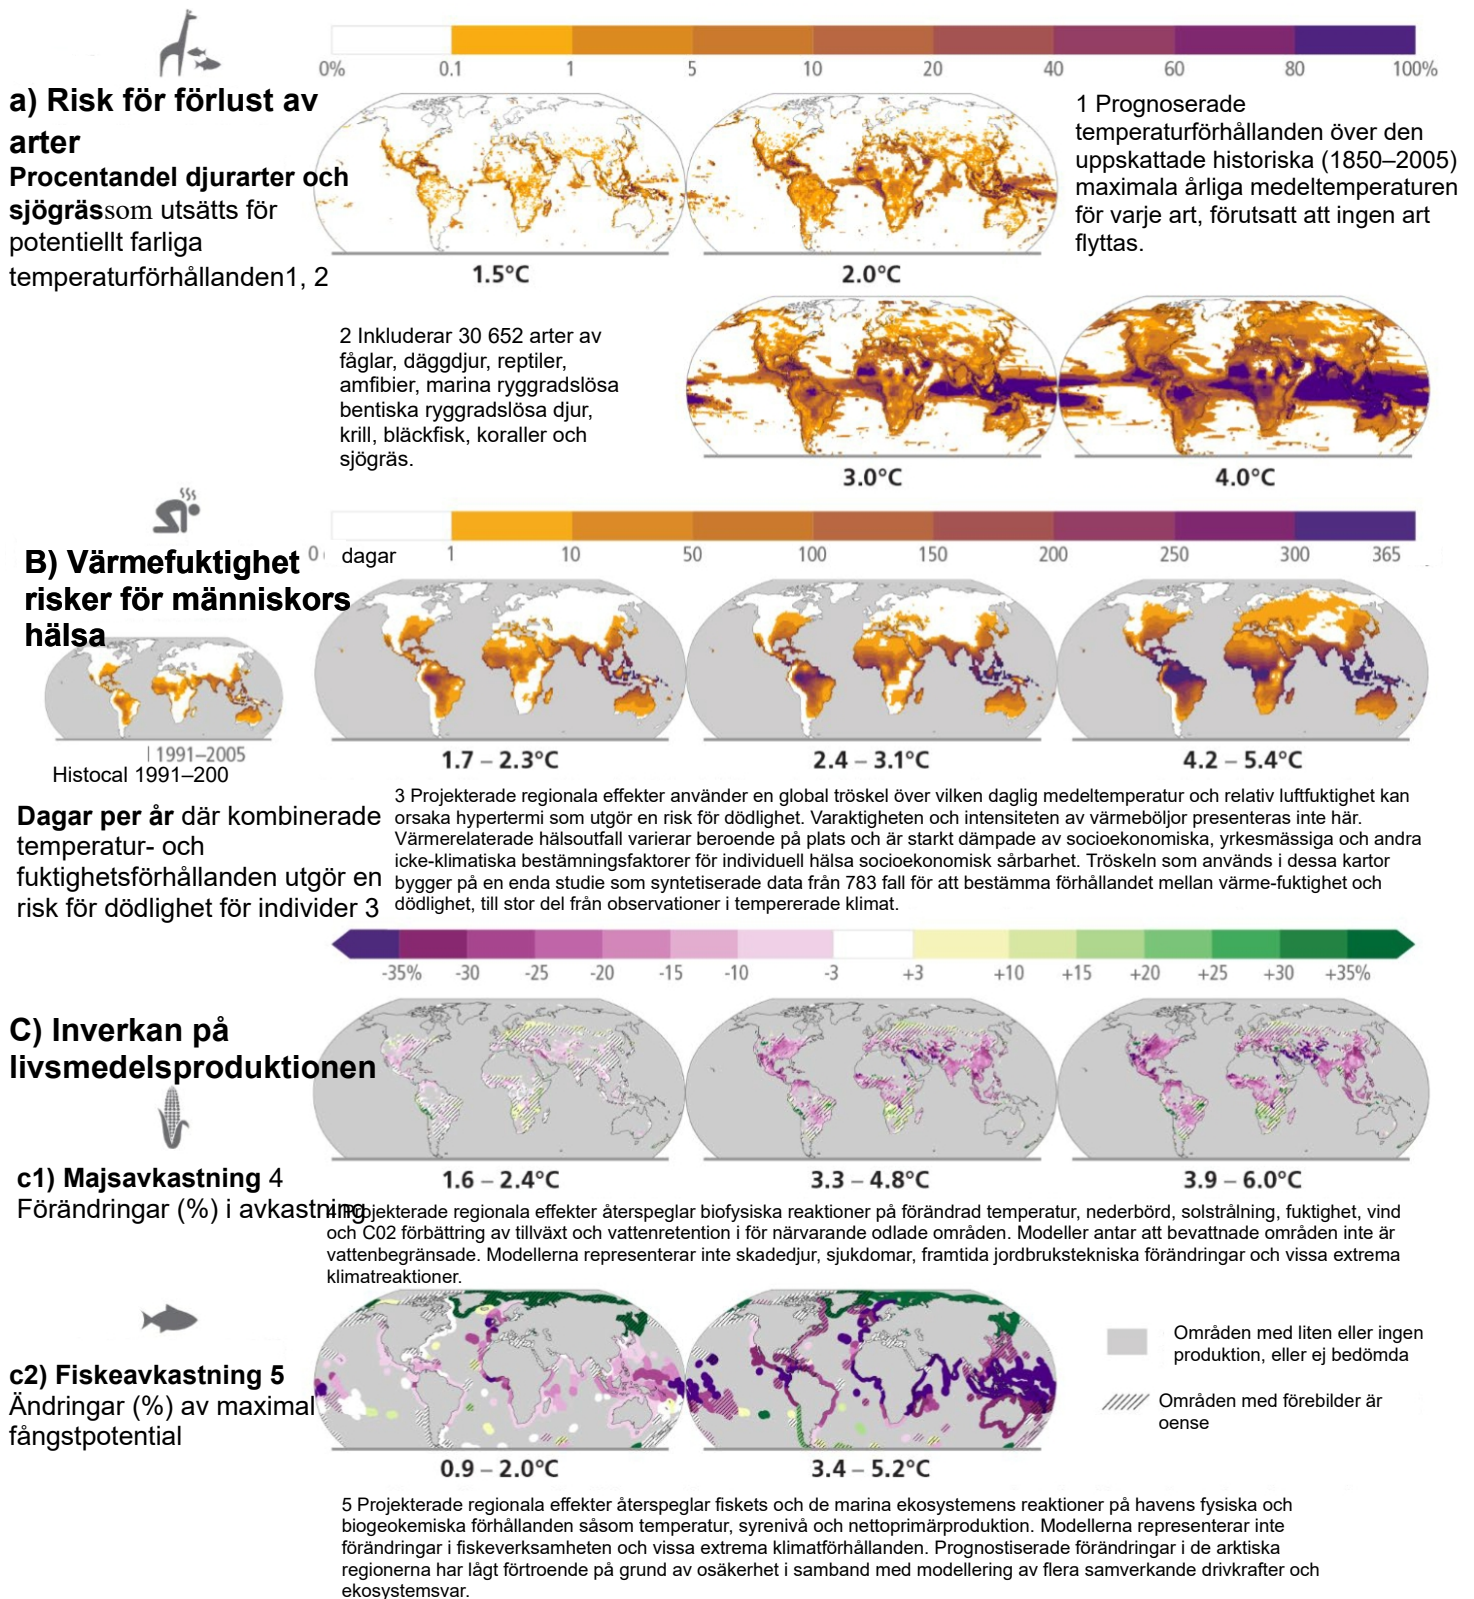 0%
0.1
1
5
10
20
40
60
80
100%
a) Risk för förlust av
arter
Procentandel djurarter och
sjögrässom utsätts för
potentiellt farliga
temperaturförhållanden1, 2
1.5°C
2.0°C
1 Prognoserade
temperaturförhållanden över den
uppskattade historiska (1850–2005)
maximala årliga medeltemperaturen
för varje art, förutsatt att ingen art
flyttas.
2 Inkluderar 30 652 arter av
fåglar, däggdjur, reptiler,
amfibier, marina ryggradslösa
bentiska ryggradslösa djur,
krill, bläckfisk, koraller och
sjögräs.
3.0°C
4.0°C
B) Värmefuktighet
risker för människors
hälsa
0
dagar
1
10
50
100
150
200
250
300
365
1991–2005
Histocal 1991–200
1.7 – 2.3°C
2.4 – 3.1°C
4.2 – 5.4°C
Dagar per år där kombinerade
temperatur- och
fuktighetsförhållanden utgör en
risk för dödlighet för individer 3
3 Projekterade regionala effekter använder en global tröskel över vilken daglig medeltemperatur och relativ luftfuktighet kan
orsaka hypertermi som utgör en risk för dödlighet. Varaktigheten och intensiteten av värmeböljor presenteras inte här.
Värmerelaterade hälsoutfall varierar beroende på plats och är starkt dämpade av socioekonomiska, yrkesmässiga och andra
icke-klimatiska bestämningsfaktorer för individuell hälsa socioekonomisk sårbarhet. Tröskeln som används i dessa kartor
bygger på en enda studie som syntetiserade data från 783 fall för att bestämma förhållandet mellan värme-fuktighet och
dödlighet, till stor del från observationer i tempererade klimat.
-35%
-30
-25
-20
-15
-10
-3
+3
+10
+15
+20
+25
+30
+35%
C) Inverkan på
livsmedelsproduktionen
c1) Majsavkastning 4
Förändringar (%) i avkastning
1.6 – 2.4°C
3.3 – 4.8°C
3.9 – 6.0°C
4 Projekterade regionala effekter återspeglar biofysiska reaktioner på förändrad temperatur, nederbörd, solstrålning, fuktighet, vind
och C02 förbättring av tillväxt och vattenretention i för närvarande odlade områden. Modeller antar att bevattnade områden inte är
vattenbegränsade. Modellerna representerar inte skadedjur, sjukdomar, framtida jordbrukstekniska förändringar och vissa extrema
klimatreaktioner.
c2) Fiskeavkastning 5
Ändringar (%) av maximal
fångstpotential
0.9 – 2.0°C
3.4 – 5.2°C
Områden med liten eller ingen
produktion, eller ej bedömda
Områden med förebilder är
oense
5 Projekterade regionala effekter återspeglar fiskets och de marina ekosystemens reaktioner på havens fysiska och
biogeokemiska förhållanden såsom temperatur, syrenivå och nettoprimärproduktion. Modellerna representerar inte
förändringar i fiskeverksamheten och vissa extrema klimatförhållanden. Prognostiserade förändringar i de arktiska
regionerna har lågt förtroende på grund av osäkerhet i samband med modellering av flera samverkande drivkrafter och
ekosystemsvar.